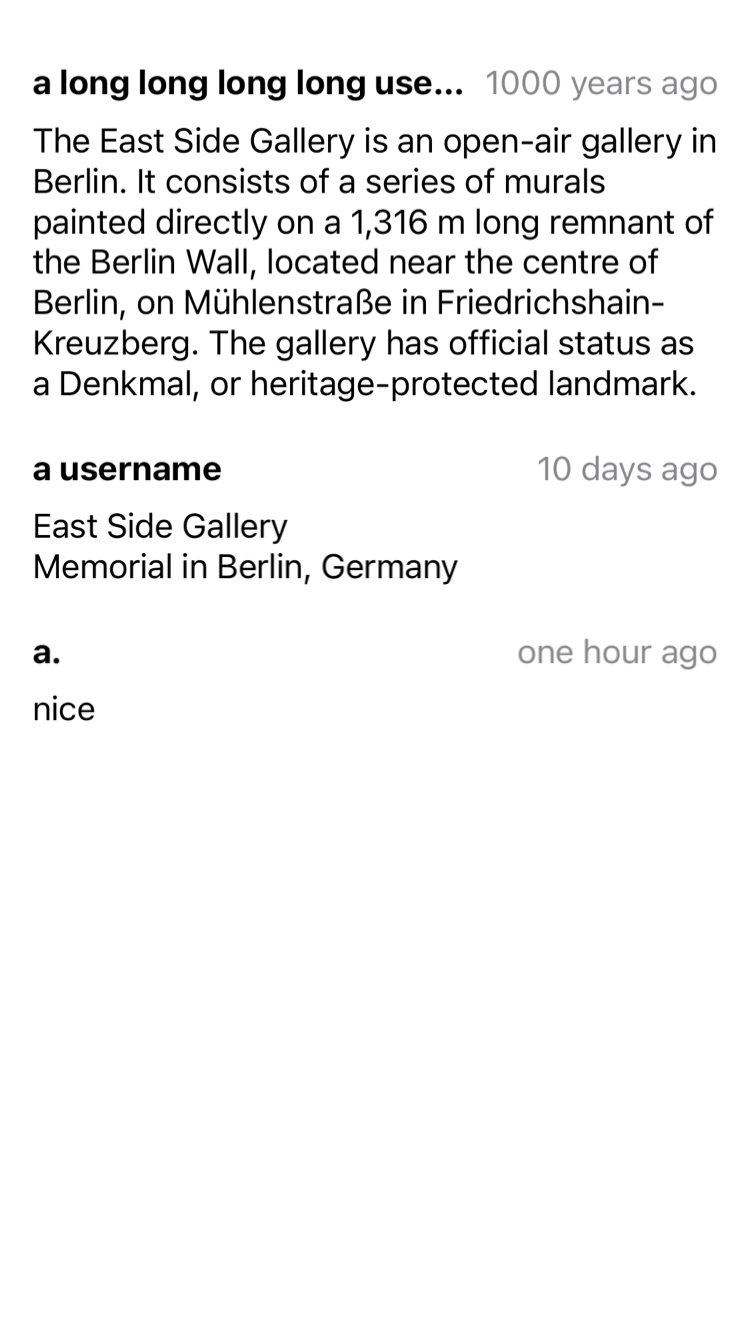 a long long long long use... 1000 years ago
The East Side Gallery is an open-air gallery in
Berlin. It consists of a series of murals
painted directly on a 1,316 m long remnant of
the Berlin Wall, located near the centre of
Berlin, on Mühlenstraße in Friedrichshain-
Kreuzberg. The gallery has official status as
a Denkmal, or heritage-protected landmark.
a username 10 days ago
East Side Gallery
Memorial in Berlin, Germany
a. one hour ago
nice